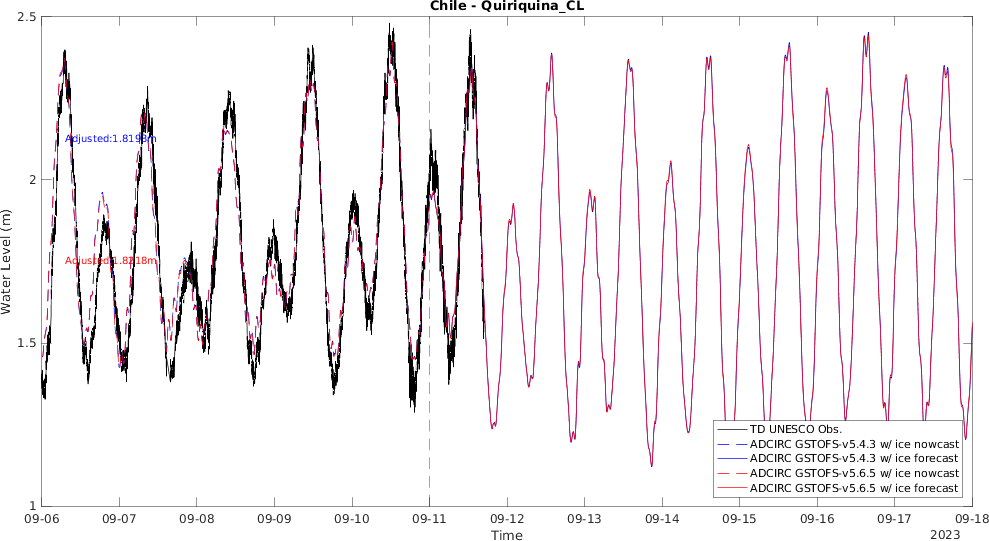 Chile - Quiriquina_CL
2.5
2
1.5
1
Water Level (m)
Adjusted:1.8193m
Adjusted:1.8218m
TD UNESCO Obs.
ADCIRC GSTOFS-v5.4.3 w/ ice nowcast
ADCIRC GSTOFS-v5.4.3 w/ ice forecast
ADCIRC GSTOFS-v5.6.5 w/ ice nowcast
ADCIRC GSTOFS-v5.6.5 w/ ice forecast
09-06 09-07 09-08 09-09 09-10 09-11 09-12 09-13 09-14 09-15 09-16 09-17 09-18
Time
2023